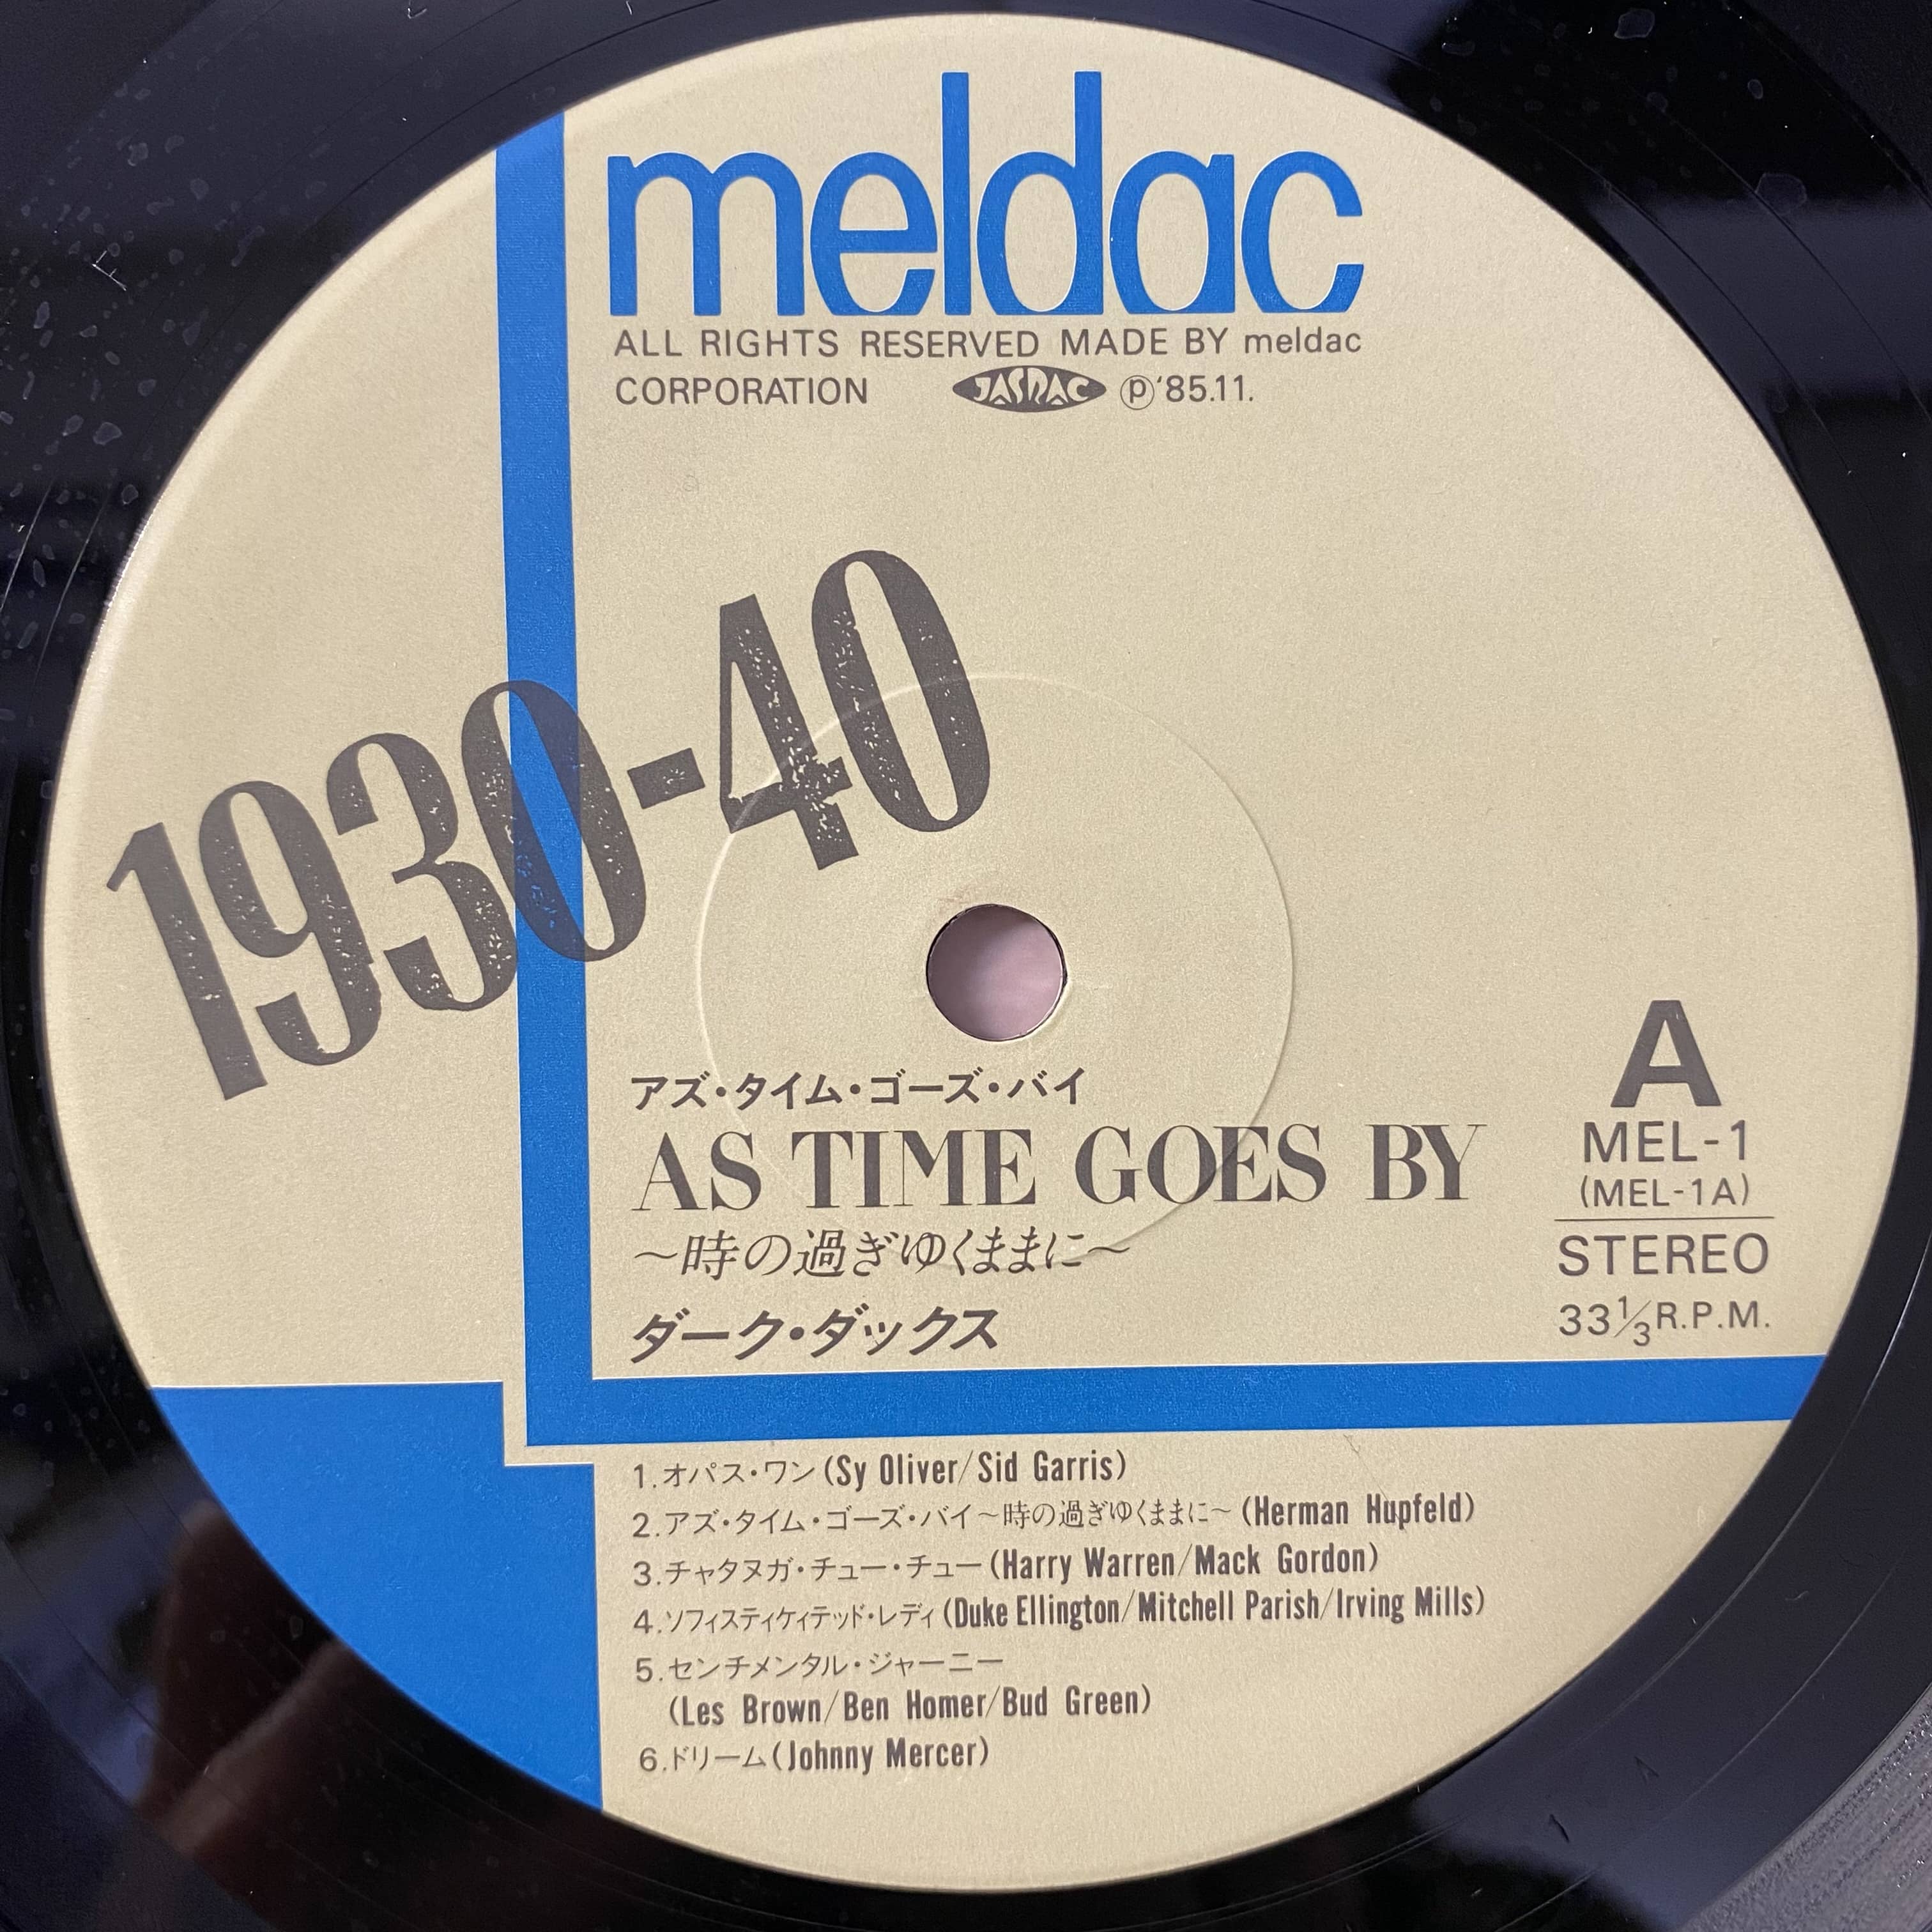 meldac
ALL RIGHTS RESERVED MADE BY meldac
CORPORATION JASRAC ℗'85.11.
1930-40
アズ・タイム・ゴーズ・バイ
AS TIME GOES BY
〜時の過ぎゆくままに〜
ダーク・ダックス
A
MEL-1
(MEL-1A)
STEREO
33⅓R.P.M.
1.オパス・ワン(Sy Oliver/Sid Garris)
2.アズ・タイム・ゴーズ・バイ〜時の過ぎゆくままに〜(Herman Hupfeld)
3.チャタヌガ・チュー・チュー(Harry Warren/Mack Gordon)
4.ソフィスティケィテッド・レディ(Duke Ellington/Mitchell Parish/Irving Mills)
5.センチメンタル・ジャーニー
(Les Brown/Ben Homer/Bud Green)
6.ドリーム(Johnny Mercer)